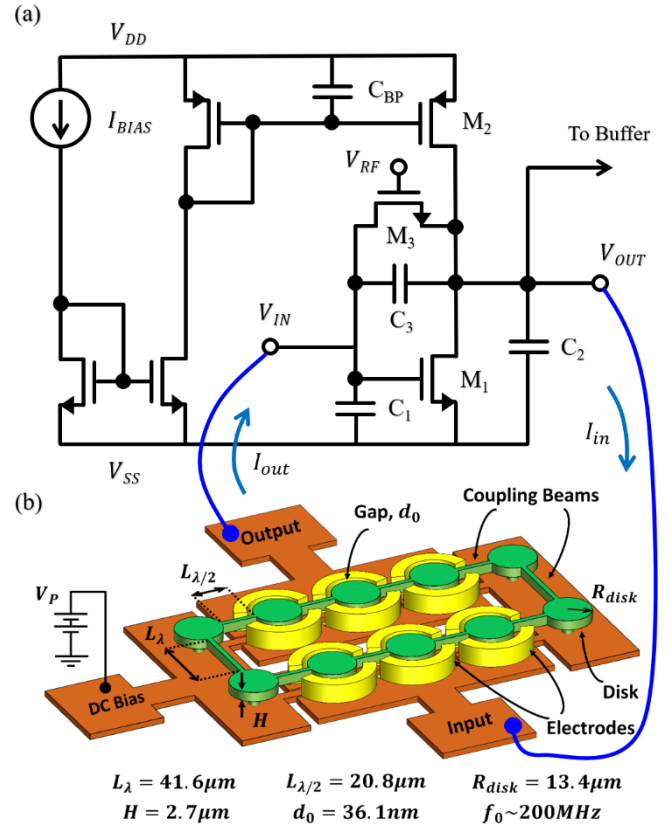 (a)
V_DD
I_BIAS
C_BP
M_2
To Buffer
V_RF
M_3
V_OUT
V_IN
C_3
C_2
M_1
C_1
V_SS
I_out
I_in
(b)
Output
Gap, d_0
Coupling Beams
L_λ/2
R_disk
V_P
L_λ
DC Bias
H
Input
Electrodes
Disk
L_λ = 41.6μm L_λ/2 = 20.8μm R_disk = 13.4μm
H = 2.7μm d_0 = 36.1nm f_0~200MHz